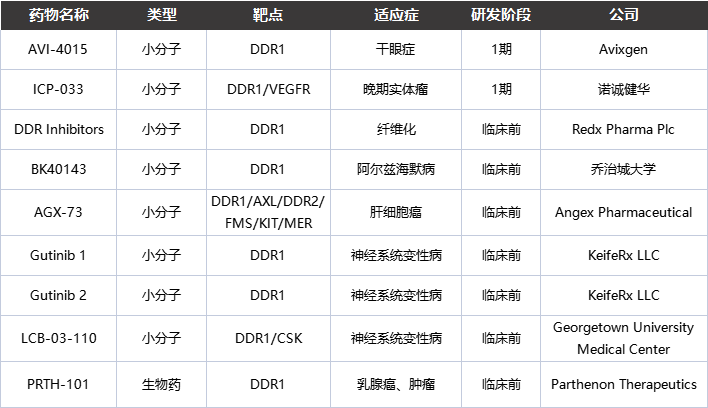 药物名称 类型 靶点 适应症 研发阶段 公司
AVI-4015 小分子 DDR1 干眼症 1期 Avixgen
ICP-033 小分子 DDR1/VEGFR 晚期实体瘤 1期 诺诚健华
DDR Inhibitors 小分子 DDR1 纤维化 临床前 Redx Pharma Plc
BK40143 小分子 DDR1 阿尔兹海默病 临床前 乔治城大学
AGX-73 小分子 DDR1/AXL/DDR2/
FMS/KIT/MER 肝细胞癌 临床前 Angex Pharmaceutical
Gutinib 1 小分子 DDR1 神经系统变性病 临床前 KeifeRx LLC
Gutinib 2 小分子 DDR1 神经系统变性病 临床前 KeifeRx LLC
LCB-03-110 小分子 DDR1/CSK 神经系统变性病 临床前 Georgetown University
Medical Center
PRTH-101 生物药 DDR1 乳腺癌、肿瘤 临床前 Parthenon Therapeutics